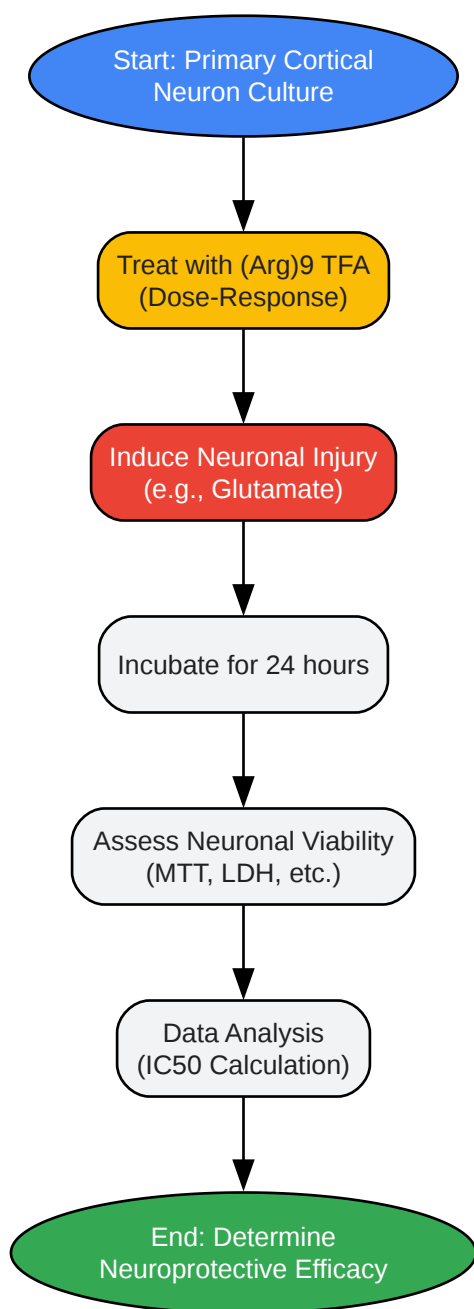 Start: Primary Cortical
Neuron Culture
Treat with (Arg)9 TFA
(Dose-Response)
Induce Neuronal Injury
(e.g., Glutamate)
Incubate for 24 hours
Assess Neuronal Viability
(MTT, LDH, etc.)
Data Analysis
(IC50 Calculation)
End: Determine
Neuroprotective Efficacy